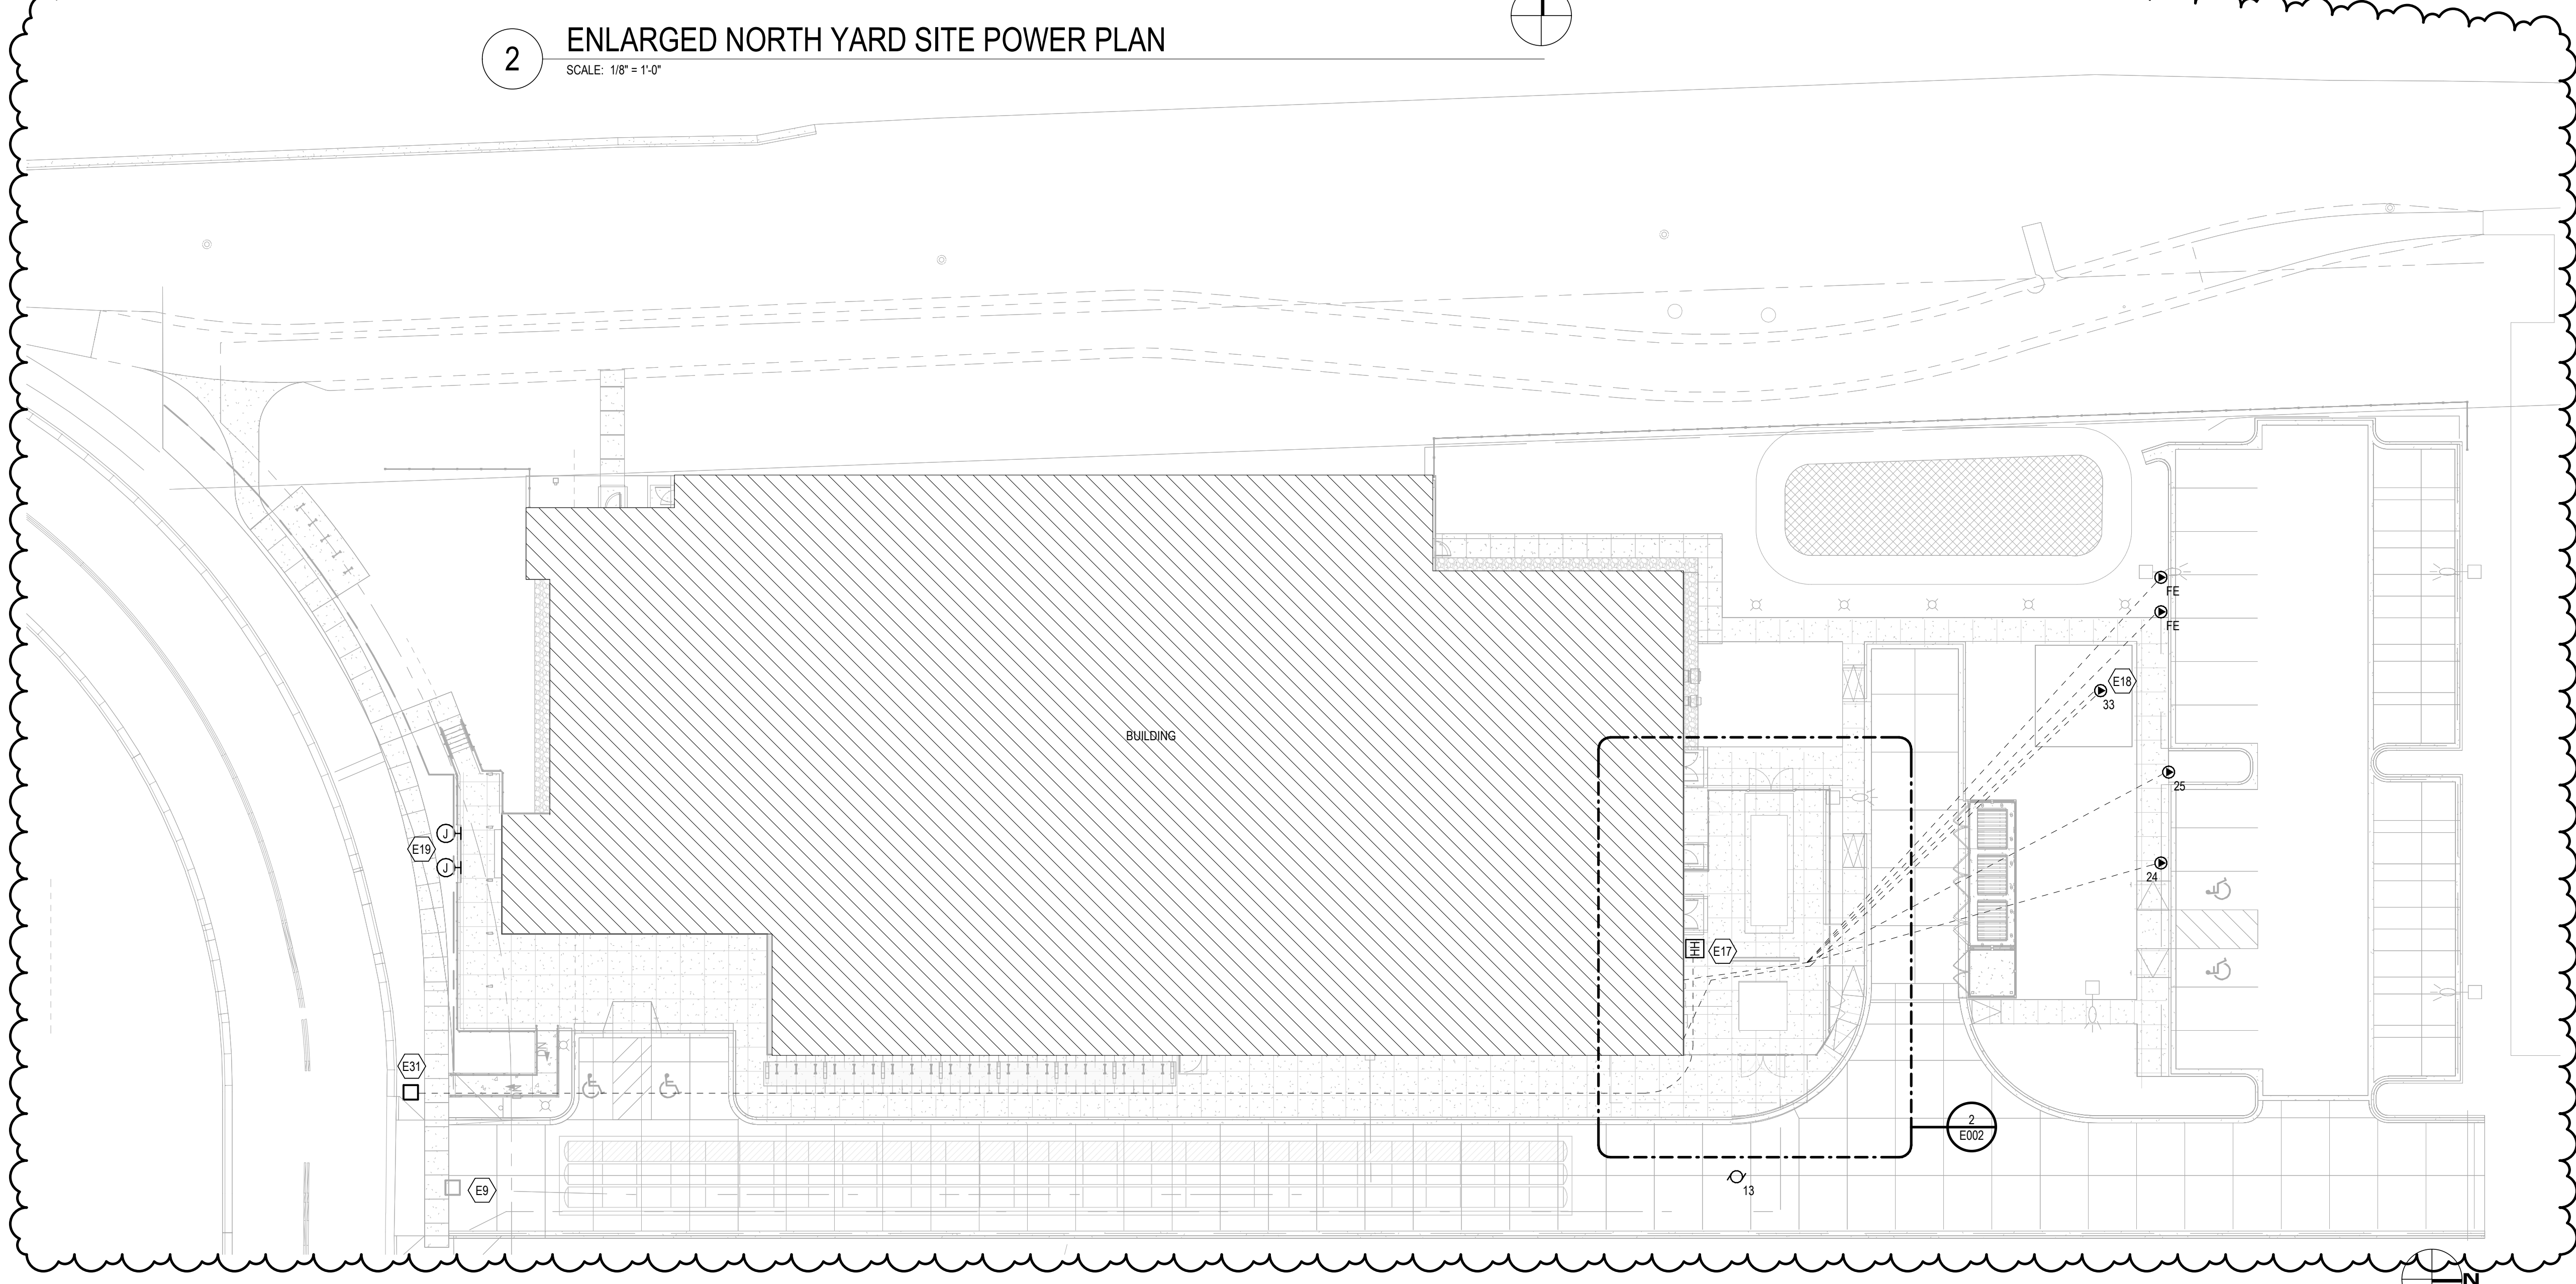 2
ENLARGED NORTH YARD SITE POWER PLAN
SCALE: 1/8" = 1'-0"
FE
FE
E18
33
BUILDING
25
J
E19
J
24
E17
DN
E31
2
E002
E9
13
N